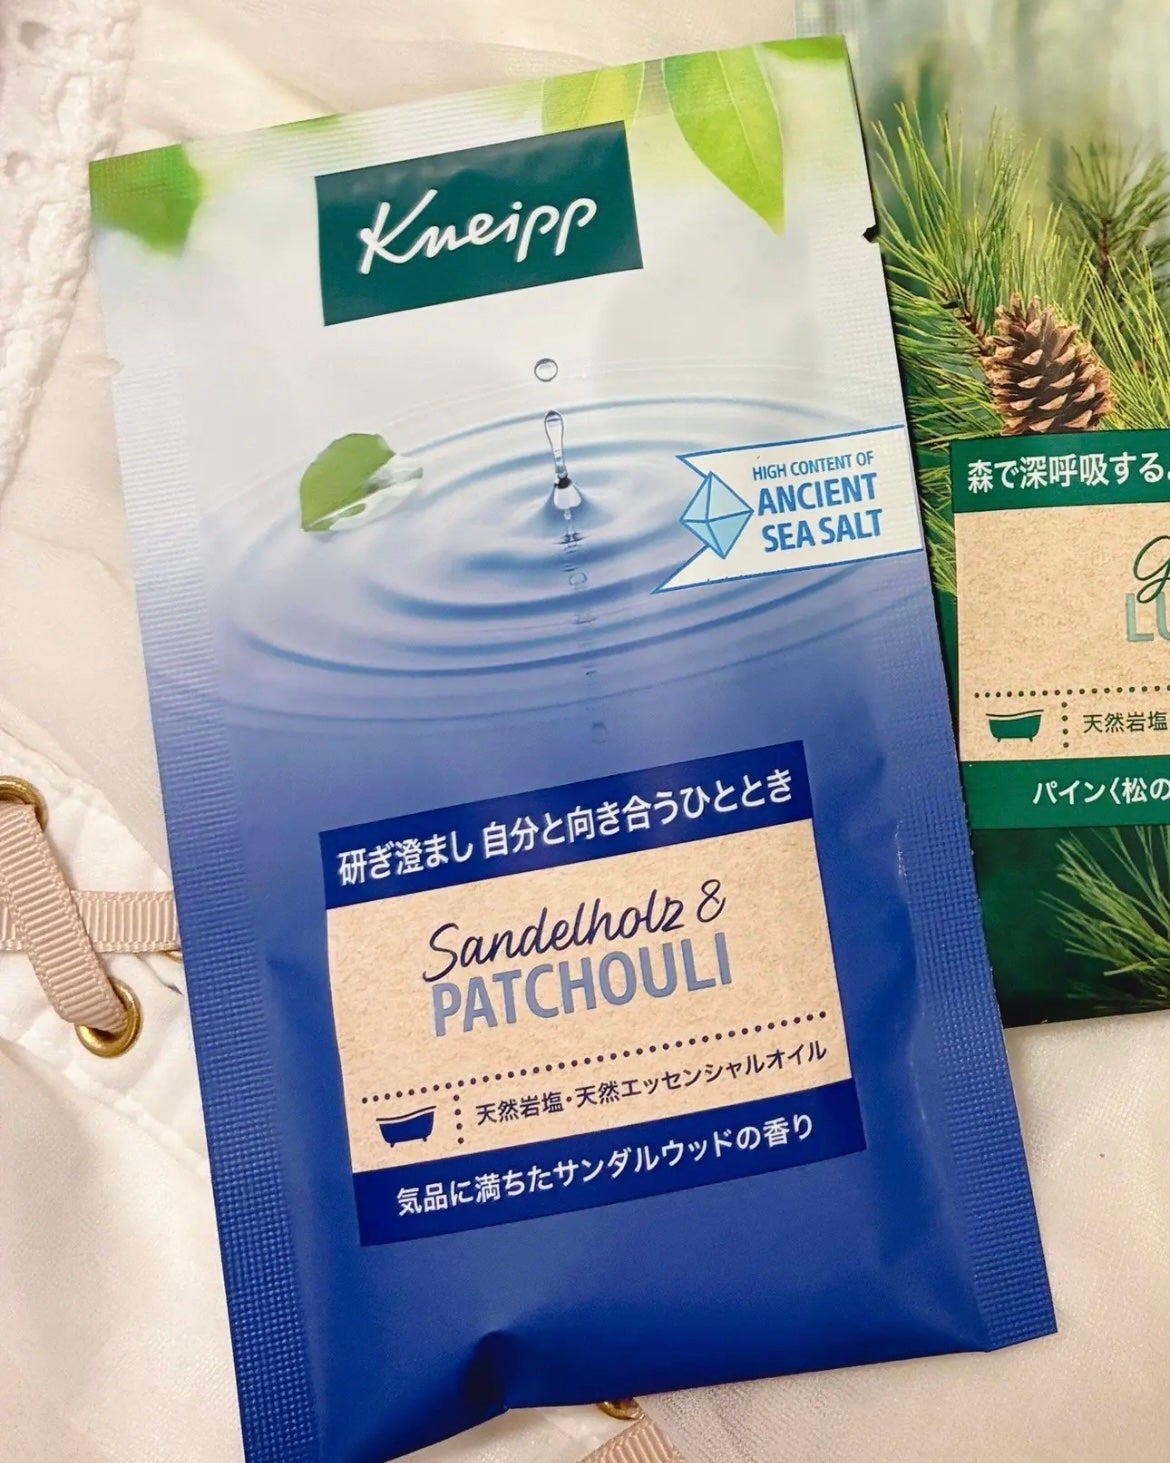 Kneipp
HIGH CONTENT OF
ANCIENT
SEA SALT
研ぎ澄まし 自分と向き合うひととき
Sandelholz &
PATCHOULI
天然岩塩・天然エッセンシャルオイル
気品に満ちたサンダルウッドの香り
森で深呼吸する
天然岩塩
パイン〈松の